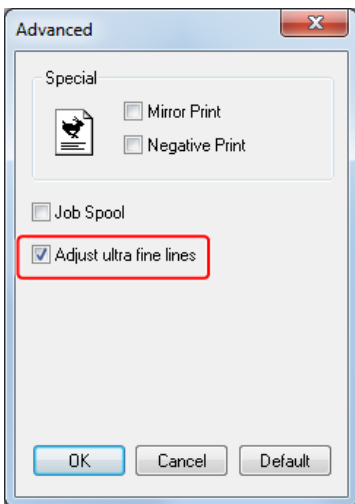 Advanced
Special
Mirror Print
Negative Print
Job Spool
Adjust ultra fine lines
OK Cancel Default